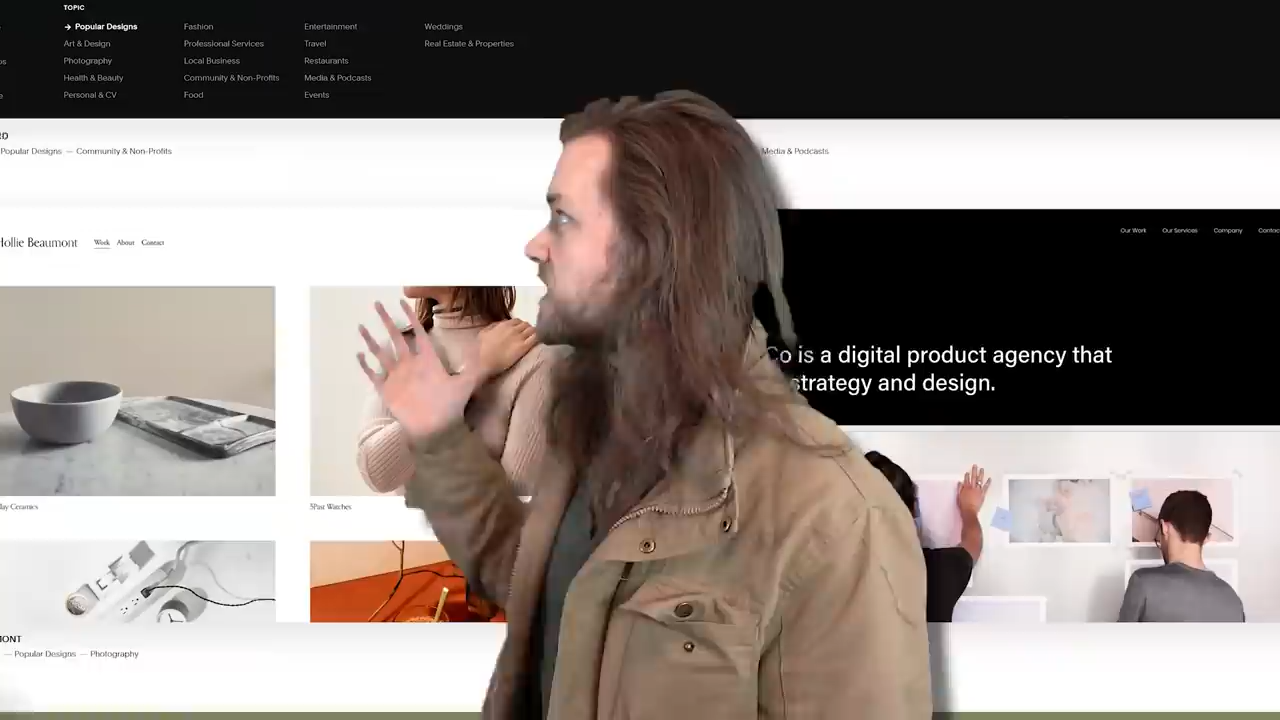 TOPIC
→ Popular Designs
Art & Design
Photography
Health & Beauty
Personal & CV
Fashion
Professional Services
Local Business
Community & Non-Profits
Food
Entertainment
Travel
Restaurants
Media & Podcasts
Events
Weddings
Real Estate & Properties
Popular Designs — Community & Non-Profits
Media & Podcasts
Hollie Beaumont
Work About Contact
Our Work Our Services Company
Co is a digital product agency that
strategy and design.
Ceramics
5Past Watches
— Popular Designs — Photography